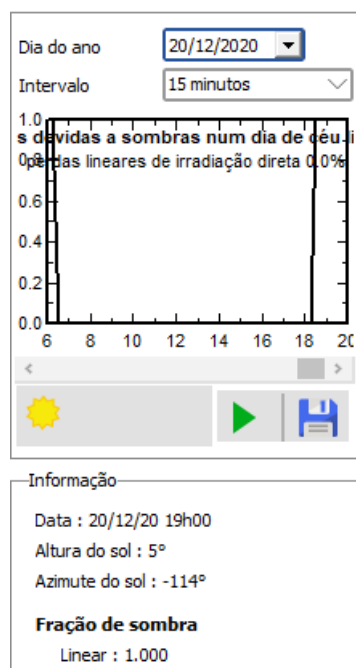 Dia do ano 20/12/2020
Intervalo 15 minutos
s devidas a sombras num dia de céu li
perdas lineares de irradiação direta 0.0%
1.0
0.8
0.6
0.4
0.2
0.0
6 8 10 12 14 16 18 20
Informação
Data : 20/12/20 19h00
Altura do sol : 5°
Azimute do sol : -114°
Fração de sombra
Linear : 1.000